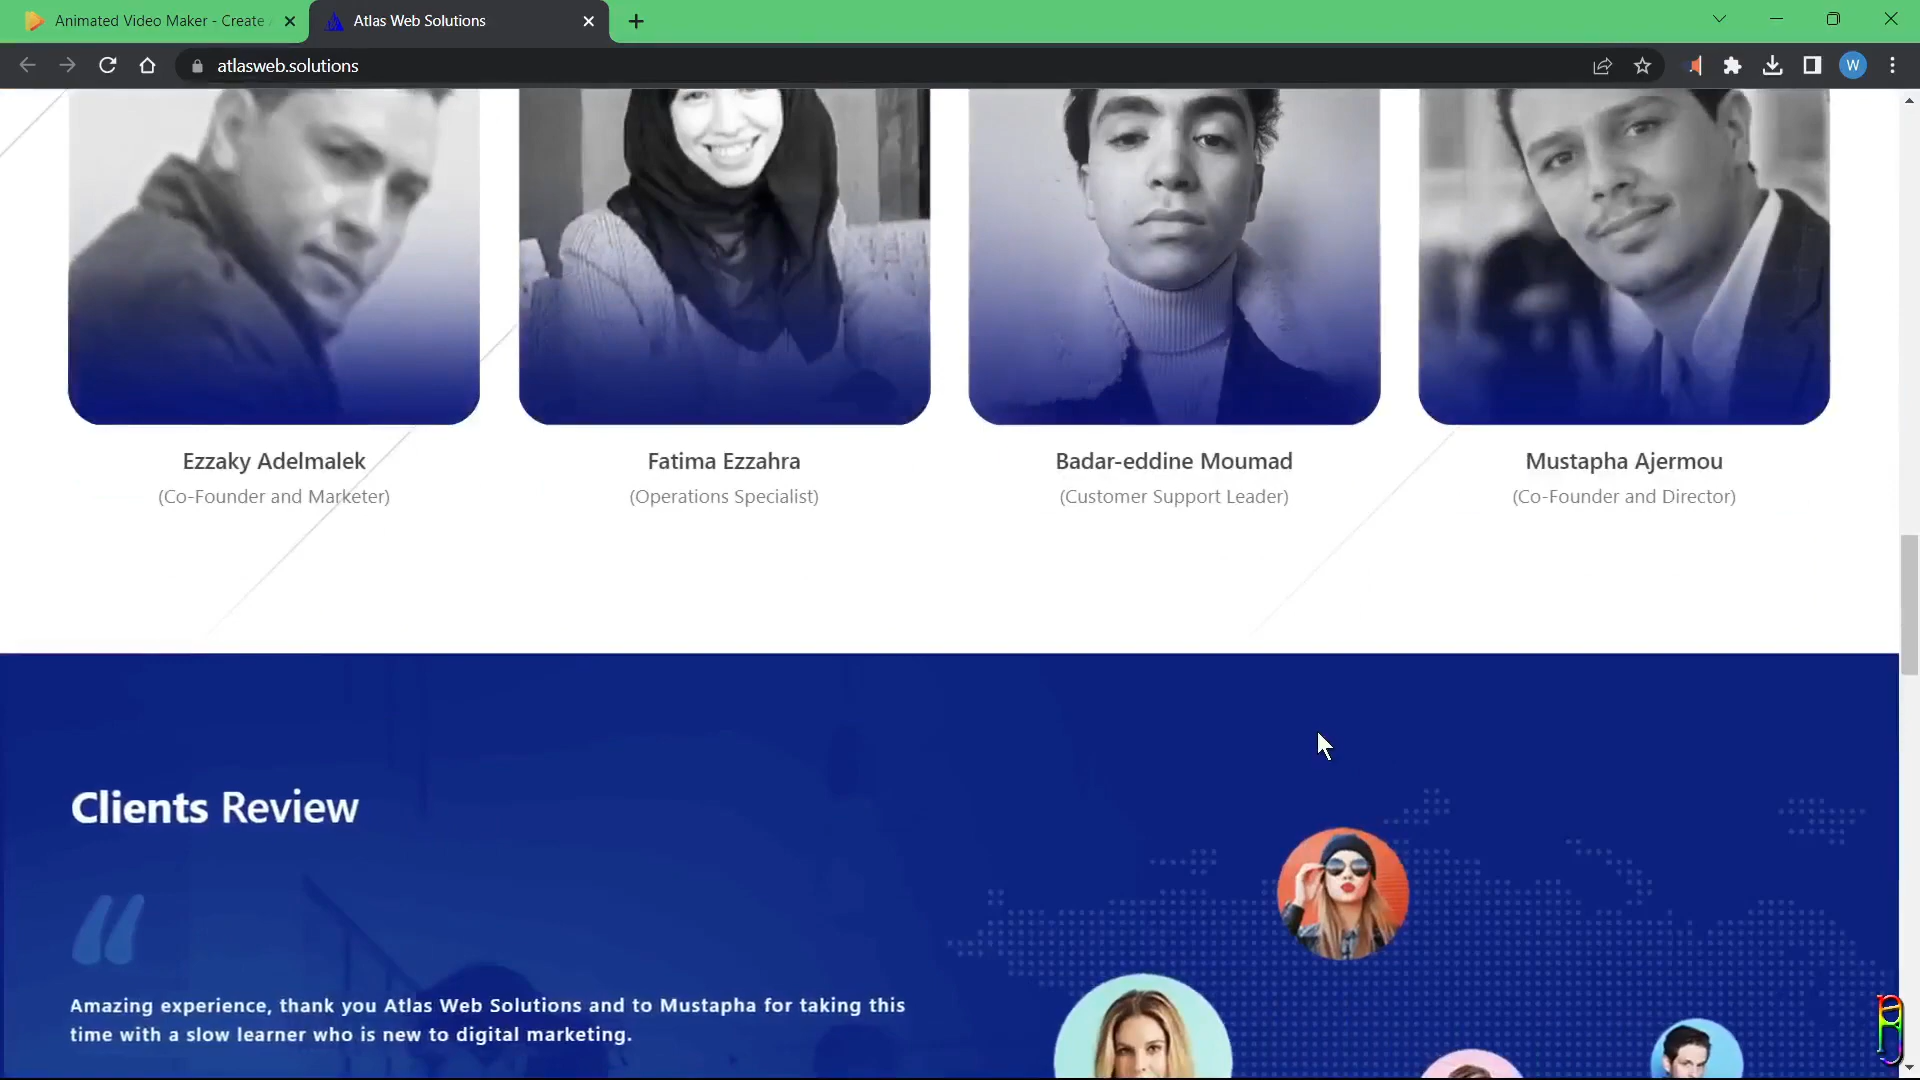 Animated Video Maker - Create
Atlas Web Solutions
atlasweb.solutions
W
Ezzaky Adelmalek
(Co-Founder and Marketer)
Fatima Ezzahra
(Operations Specialist)
Badar-eddine Moumad
(Customer Support Leader)
Mustapha Ajermou
(Co-Founder and Director)
Clients Review
“
Amazing experience, thank you Atlas Web Solutions and to Mustapha for taking this
time with a slow learner who is new to digital marketing.